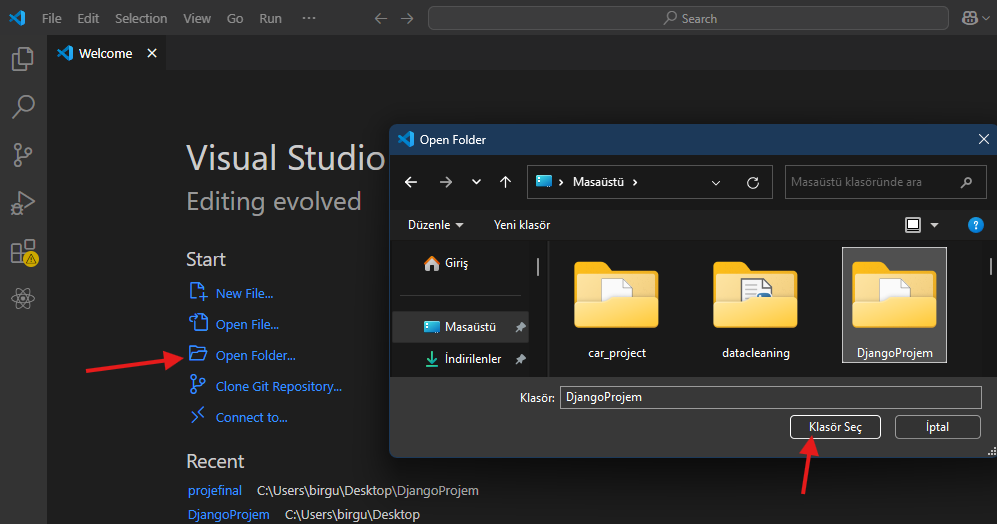 File Edit Selection View Go Run ··· Search
Welcome
Visual Studio
Editing evolved
Start
New File...
Open File...
Open Folder...
Clone Git Repository...
Connect to...
Recent
projefinal C:\Users\birgu\Desktop\DjangoProjem
DjangoProjem C:\Users\birgu\Desktop
Open Folder
Masaüstü
Masaüstü klasöründe ara
Düzenle Yeni klasör
Giriş
Masaüstü
İndirilenler
car_project datacleaning DjangoProjem
Klasör: DjangoProjem
Klasör Seç İptal